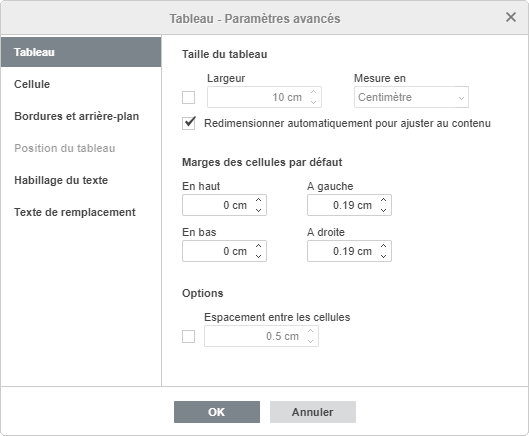 Tableau - Paramètres avancés
Tableau
Cellule
Bordures et arrière-plan
Position du tableau
Habillage du texte
Texte de remplacement
Taille du tableau
Largeur
Mesure en
10 cm
Centimètre
Redimensionner automatiquement pour ajuster au contenu
Marges des cellules par défaut
En haut
A gauche
0 cm
0.19 cm
En bas
A droite
0 cm
0.19 cm
Options
Espacement entre les cellules
0.5 cm
OK
Annuler